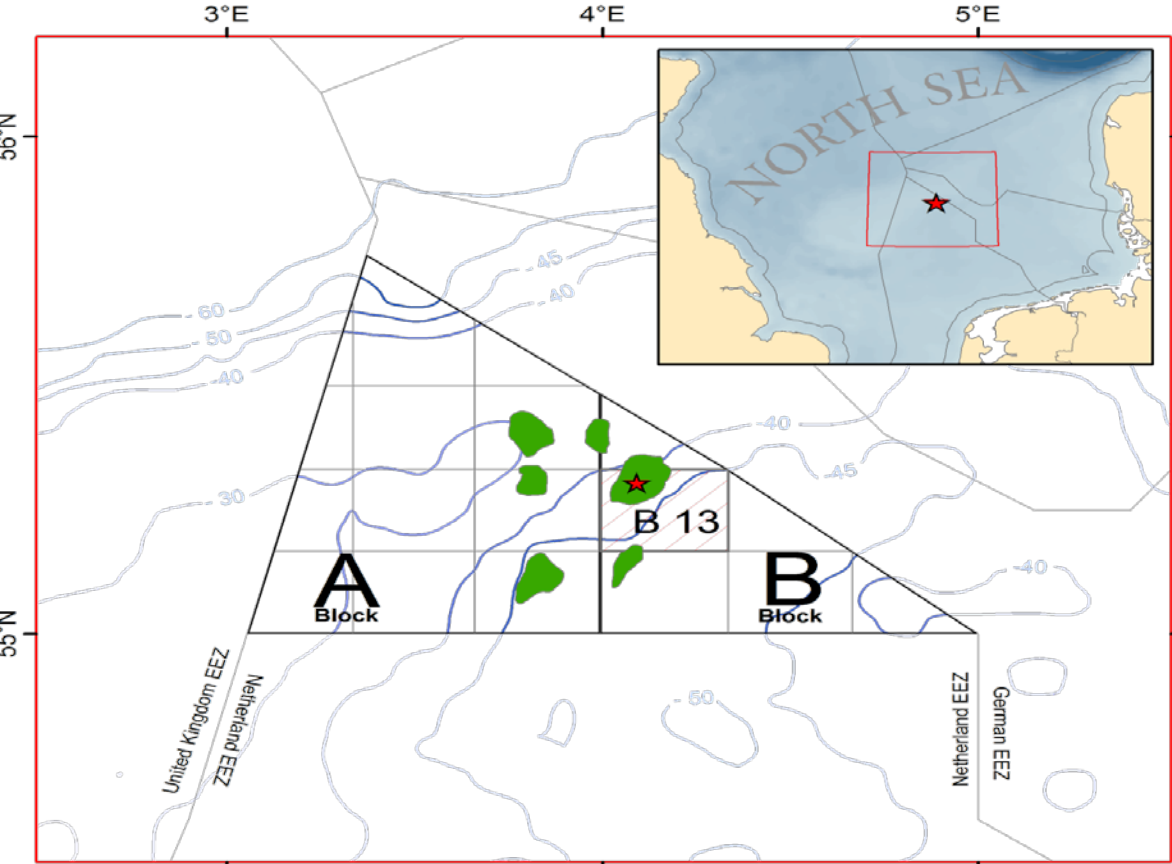 3°E 4°E 5°E
56°N
NORTH SEA
-45
-40
-60
-50
-40
-40
-45
-30
B 13
A
Block
B
Block
-40
55°N
United Kingdom EEZ
Netherland EEZ
-50
Netherland EEZ
German EEZ